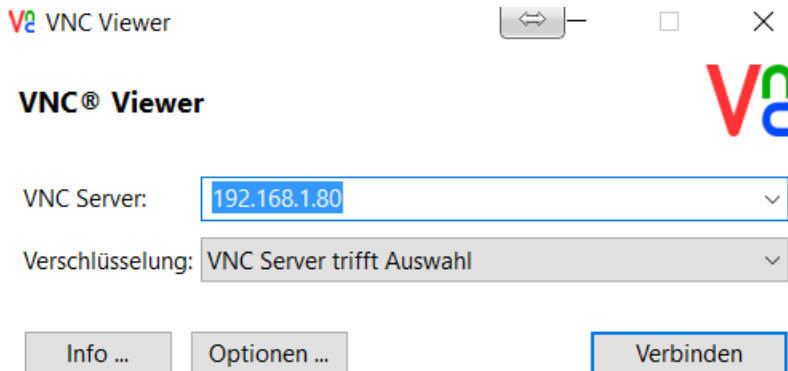 VNC Viewer
VNC® Viewer
VNC Server: 192.168.1.80
Verschlüsselung: VNC Server trifft Auswahl
Info ... Optionen ... Verbinden